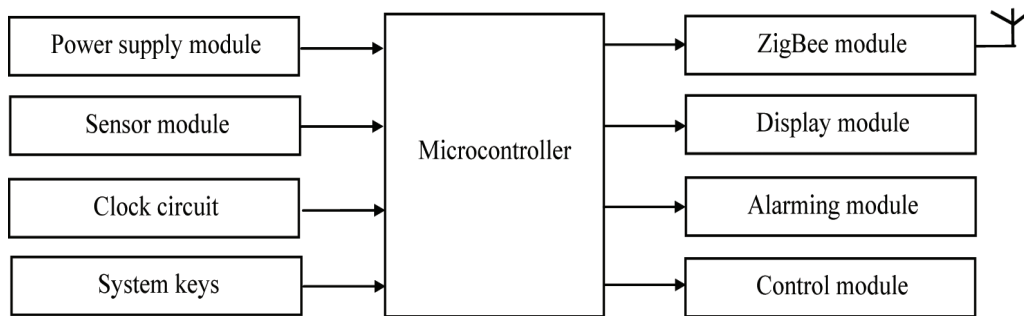 Power supply module
Sensor module
Clock circuit
System keys
Microcontroller
ZigBee module
Display module
Alarming module
Control module